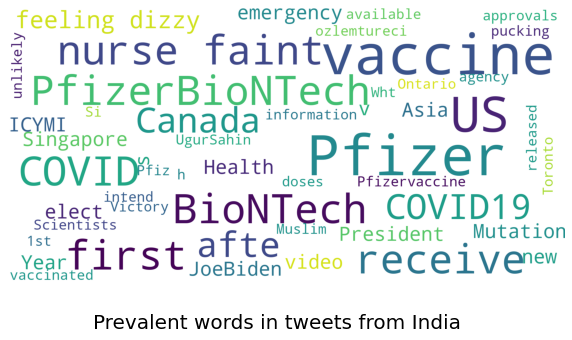 feeling dizzy
emergency
available
approvals
ozlemtureci
pucking
unlikely
nurse faint
vaccine
PfizerBioNTech
Ontario
agency
Wht
Si
ICYMI
Canada
information
v
Asia
US
Singapore
UgurSahin
Pfizer
released
Toronto
COVID
s
Pfiz
h
Health
doses
Pfizervaccine
intend
elect
Victory
BioNTech
COVID19
Scientists
Muslim
President
Mutation
1st
first
afte
receive
new
Year
JoeBiden
video
vaccinated
Prevalent words in tweets from India